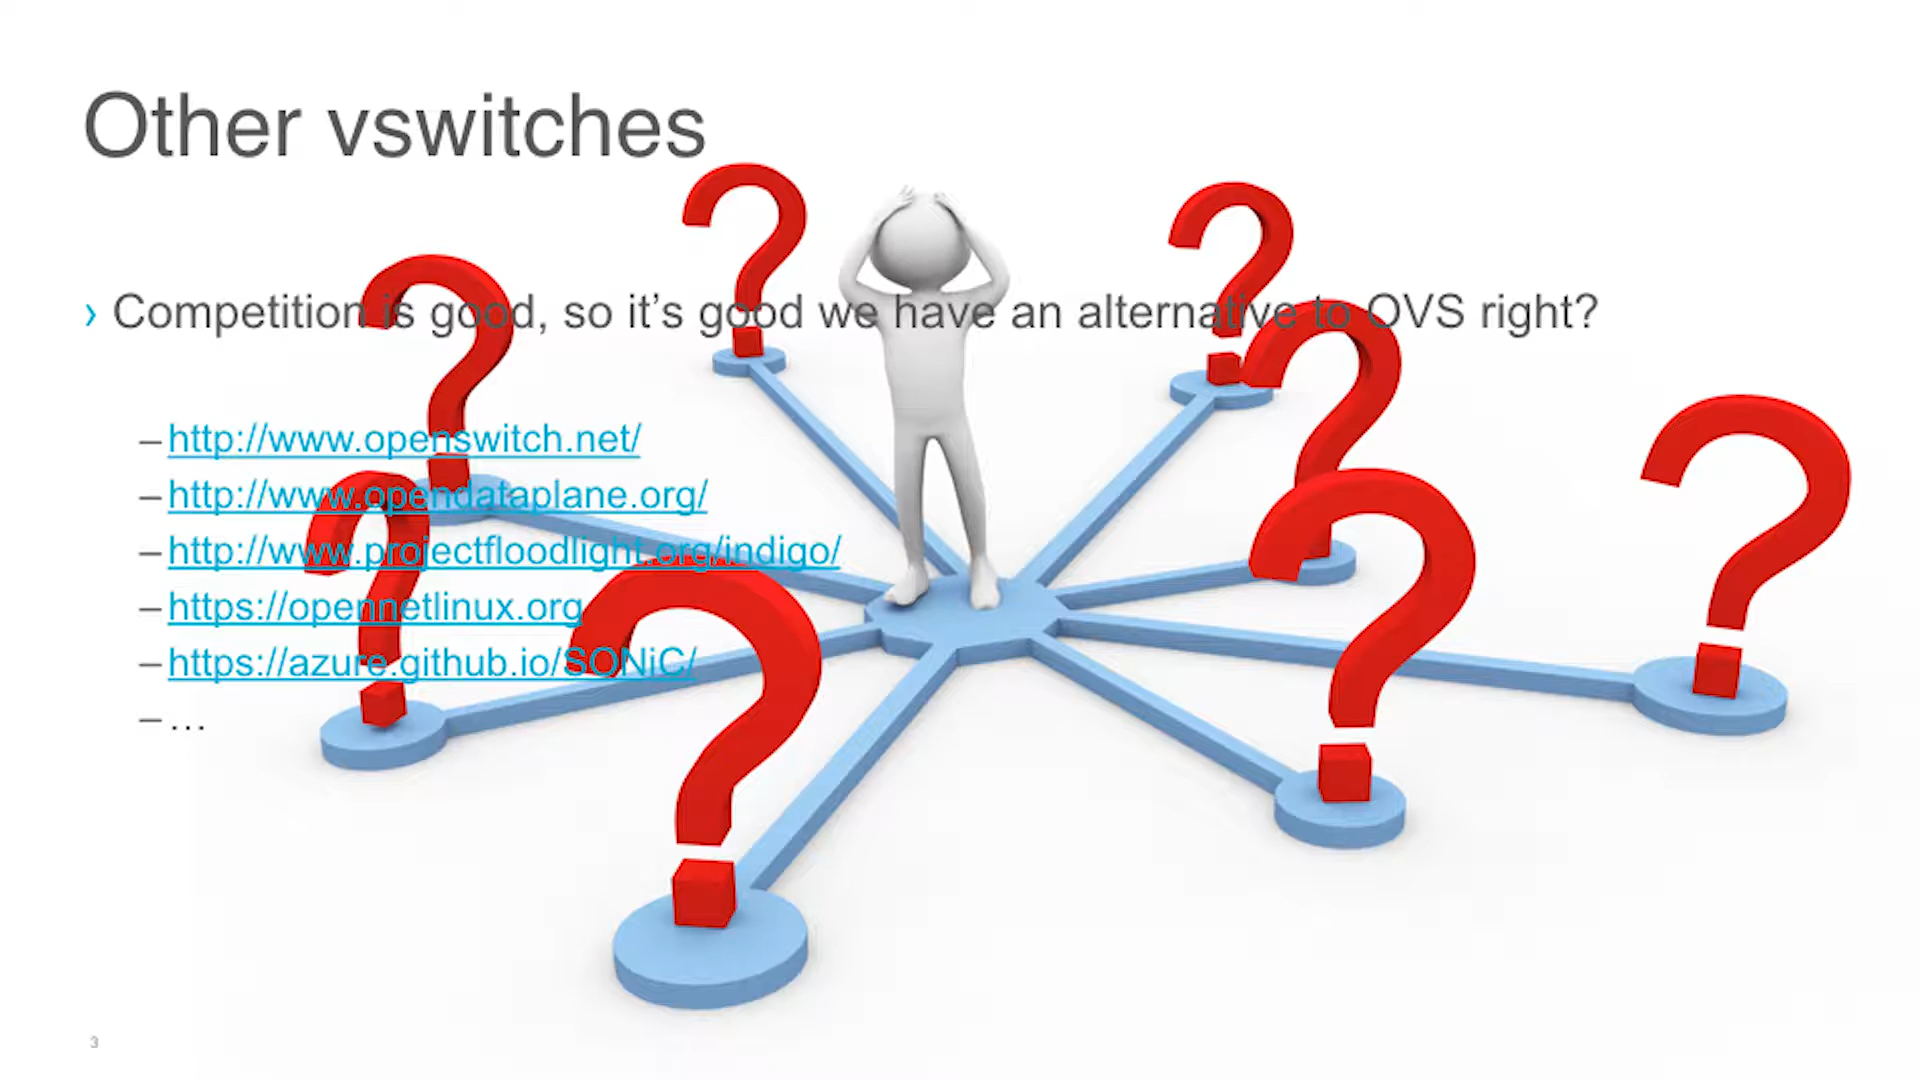 Other vswitches
› Competition is good, so it’s good we have an alternative to OVS right?
– http://www.openswitch.net/
– http://www.opendataplane.org/
– http://www.projectfloodlight.org/indigo/
– https://opennetlinux.org
– https://azure.github.io/SONiC/
– …
3